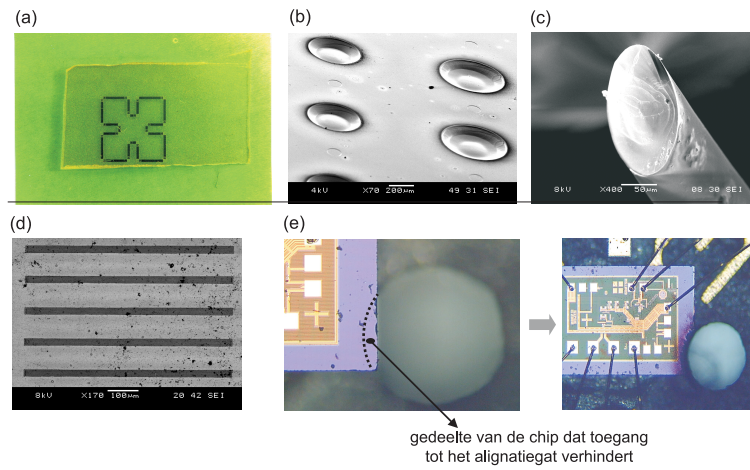 (a)
(b)
(c)
4kV X70 200µm 49 31 SEI
8kV X400 50µm 08 30 SEI
(d)
(e)
8kV X170 100µm 20 42 SEI
gedeelte van de chip dat toegang
tot het alignatiegat verhindert